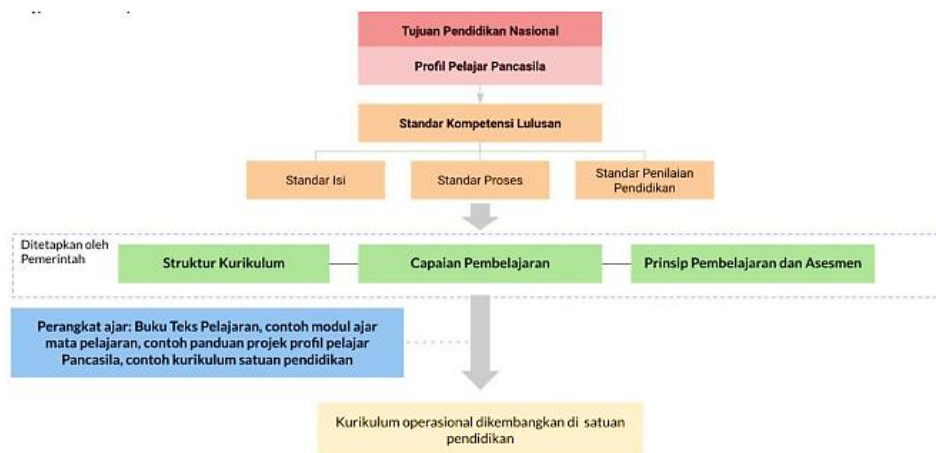 Tujuan Pendidikan Nasional
Profil Pelajar Pancasila
Standar Kompetensi Lulusan
Standar Isi
Standar Proses
Standar Penilaian
Pendidikan
Ditetapkan oleh
Pemerintah
Struktur Kurikulum
Capaian Pembelajaran
Prinsip Pembelajaran dan Asesmen
Perangkat ajar: Buku Teks Pelajaran, contoh modul ajar
mata pelajaran, contoh panduan projek profil pelajar
Pancasila, contoh kurikulum satuan pendidikan
Kurikulum operasional dikembangkan di satuan
pendidikan